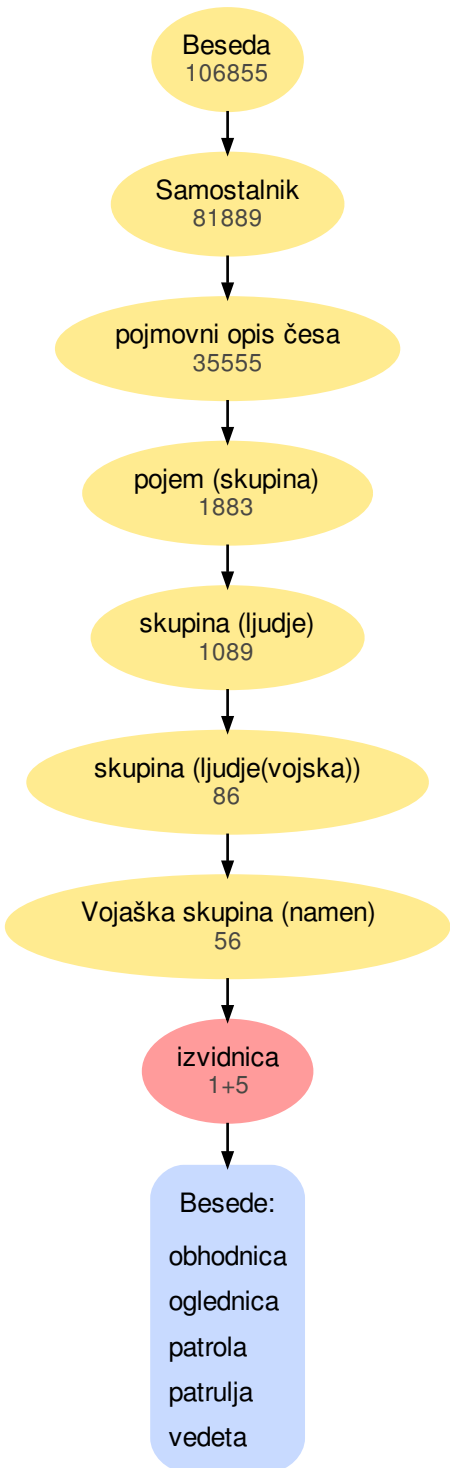 Beseda
106855
Samostalnik
81889
pojmovni opis česa
35555
pojem (skupina)
1883
skupina (ljudje)
1089
skupina (ljudje(vojska))
86
Vojaška skupina (namen)
56
izvidnica
1+5
Besede:
obhodnica
oglednica
patrola
patrulja
vedeta